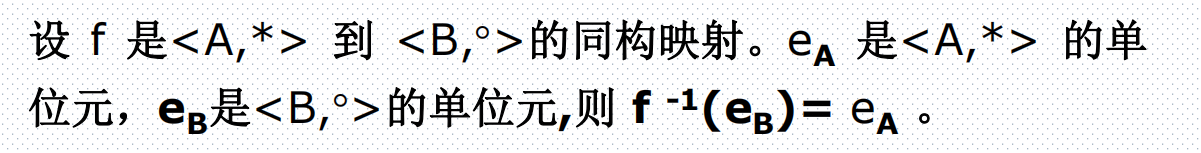 设 f 是<A,*> 到 <B,°>的同构映射。eA 是<A,*> 的单
位元，eB是<B,°>的单位元,则 f -1(eB)= eA 。